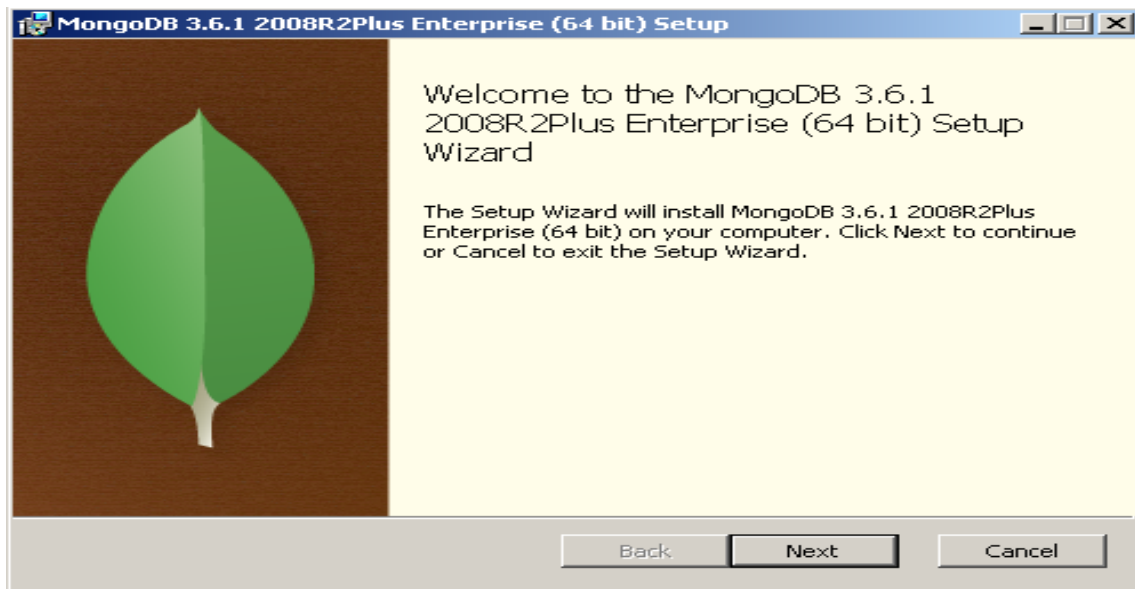 MongoDB 3.6.1 2008R2Plus Enterprise (64 bit) Setup
Welcome to the MongoDB 3.6.1
2008R2Plus Enterprise (64 bit) Setup
Wizard
The Setup Wizard will install MongoDB 3.6.1 2008R2Plus
Enterprise (64 bit) on your computer. Click Next to continue
or Cancel to exit the Setup Wizard.
Back
Next
Cancel